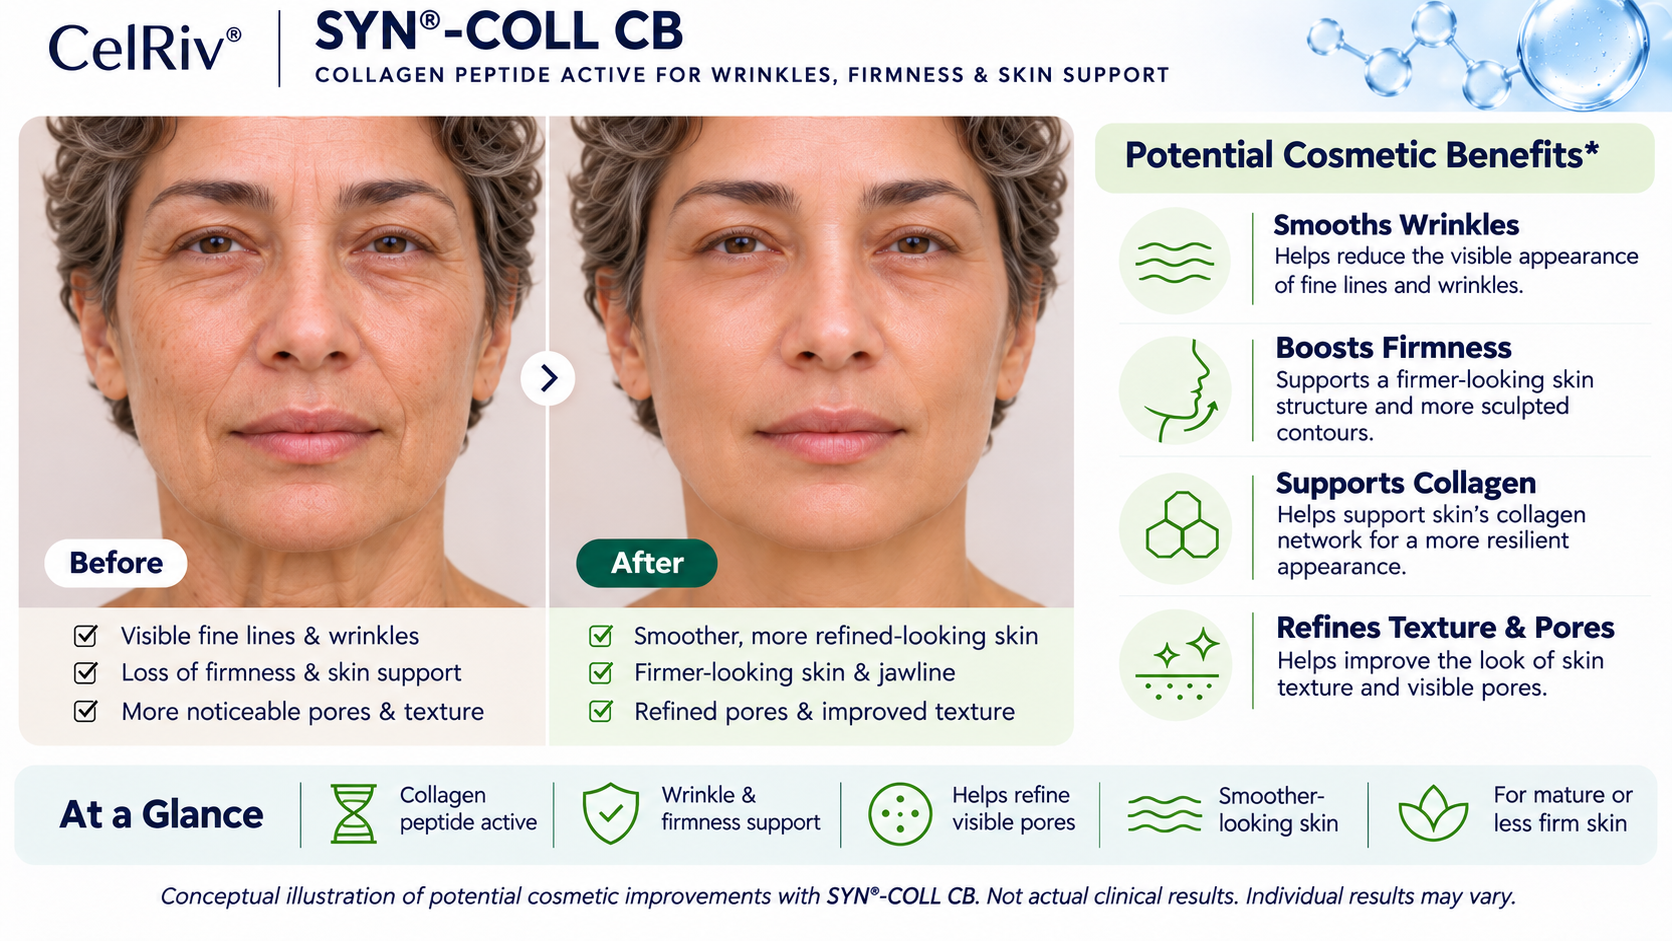 CelRiv®
SYN®-COLL CB
COLLAGEN PEPTIDE ACTIVE FOR WRINKLES, FIRMNESS & SKIN SUPPORT
Before
Visible fine lines & wrinkles
Loss of firmness & skin support
More noticeable pores & texture
After
Smoother, more refined-looking skin
Firmer-looking skin & jawline
Refined pores & improved texture
Potential Cosmetic Benefits*
Smooths Wrinkles
Helps reduce the visible appearance
of fine lines and wrinkles.
Boosts Firmness
Supports a firmer-looking skin
structure and more sculpted
contours.
Supports Collagen
Helps support skin’s collagen
network for a more resilient
appearance.
Refines Texture & Pores
Helps improve the look of skin
texture and visible pores.
At a Glance
Collagen
peptide active
Wrinkle &
firmness support
Helps refine
visible pores
Smoother-
looking skin
For mature or
less firm skin
Conceptual illustration of potential cosmetic improvements with SYN®-COLL CB. Not actual clinical results. Individual results may vary.